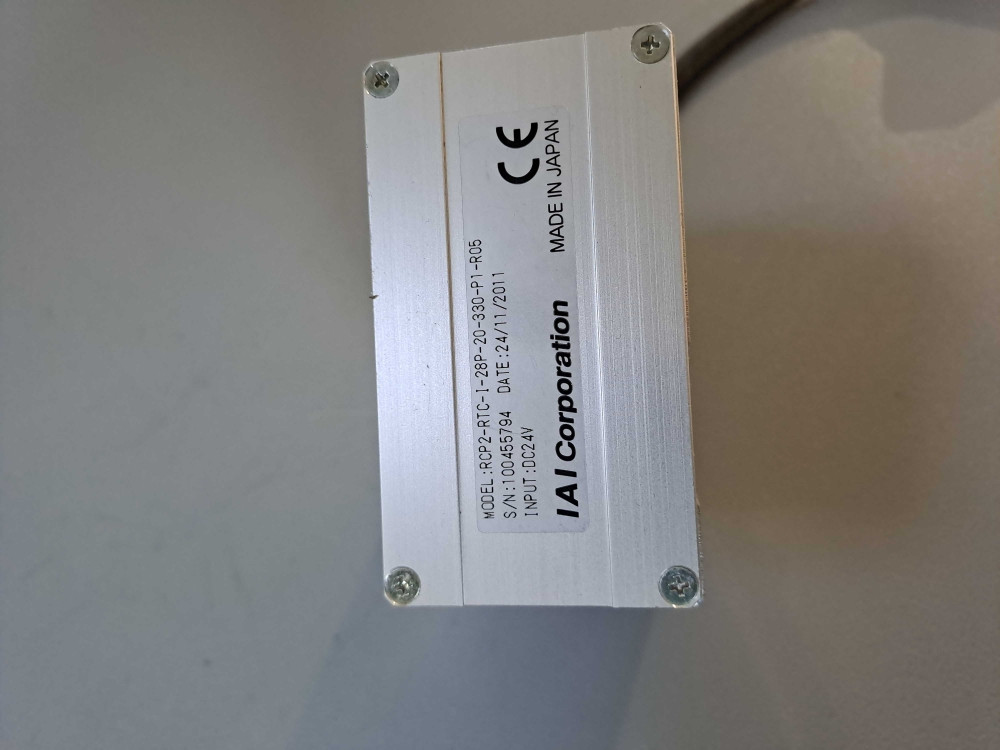 MODEL:RCP2-RTC-I-28P-20-330-P1-R05
S/N:100455794 DATE:24/11/2011
INPUT:DC24V
CE
IAI Corporation MADE IN JAPAN